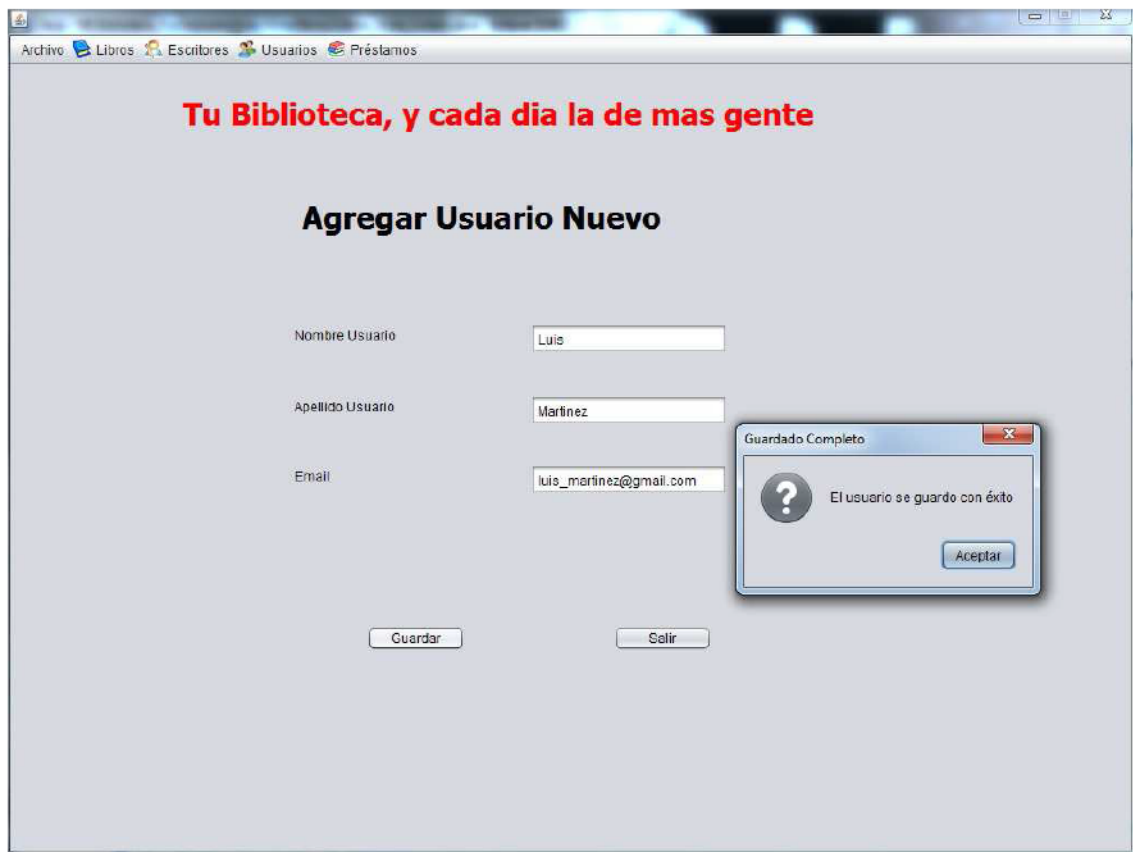 Archivo Libros Escritores Usuarios Préstamos
Tu Biblioteca, y cada dia la de mas gente
Agregar Usuario Nuevo
Nombre Usuario Luis
Apellido Usuario Martinez
Guardado Completo
Email luis_martinez@gmail.com
El usuario se guardo con éxito
Aceptar
Guardar Salir